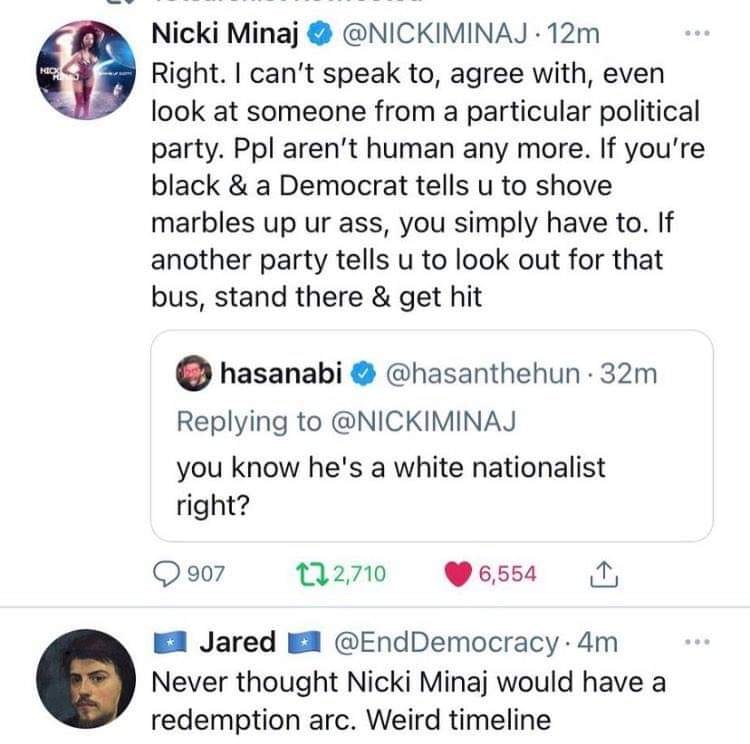 Nicki Minaj @NICKIMINAJ · 12m
Right. I can't speak to, agree with, even
look at someone from a particular political
party. Ppl aren't human any more. If you're
black & a Democrat tells u to shove
marbles up ur ass, you simply have to. If
another party tells u to look out for that
bus, stand there & get hit
hasanabi @hasanthehun · 32m
Replying to @NICKIMINAJ
you know he's a white nationalist
right?
907 2,710 6,554
Jared @EndDemocracy · 4m
Never thought Nicki Minaj would have a
redemption arc. Weird timeline